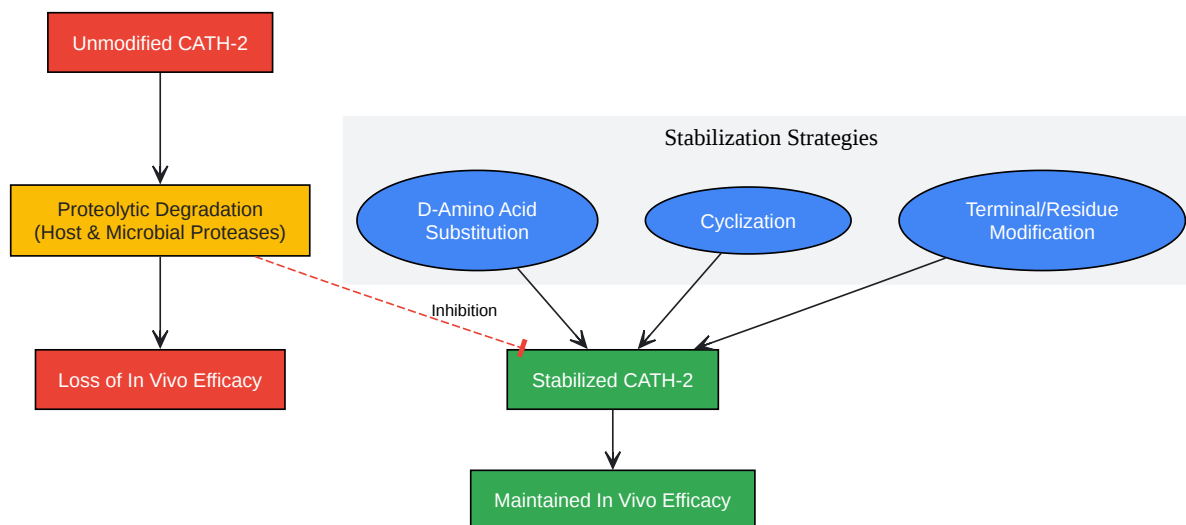 Unmodified CATH-2
Stabilization Strategies
Proteolytic Degradation
(Host & Microbial Proteases)
D-Amino Acid
Substitution
Cyclization
Terminal/Residue
Modification
Inhibition
Loss of In Vivo Efficacy
Stabilized CATH-2
Maintained In Vivo Efficacy